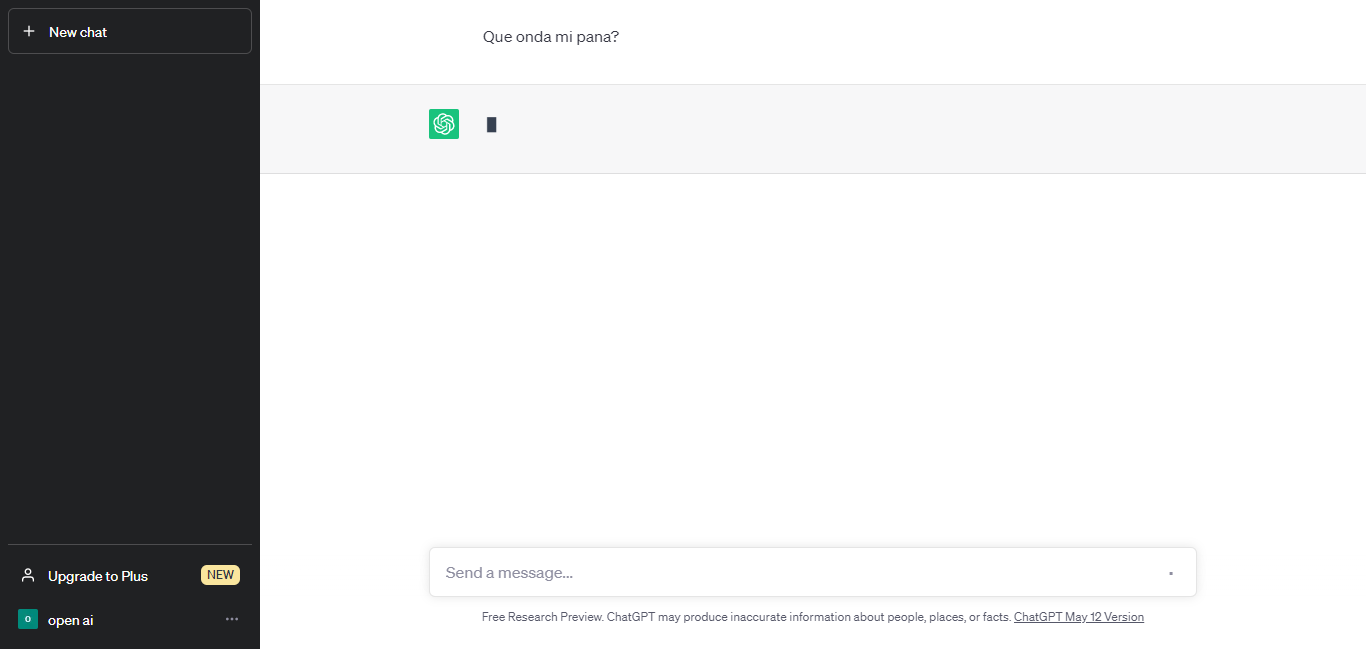 New chat
Que onda mi pana?
Upgrade to Plus NEW
o open ai
Send a message...
Free Research Preview. ChatGPT may produce inaccurate information about people, places, or facts. ChatGPT May 12 Version